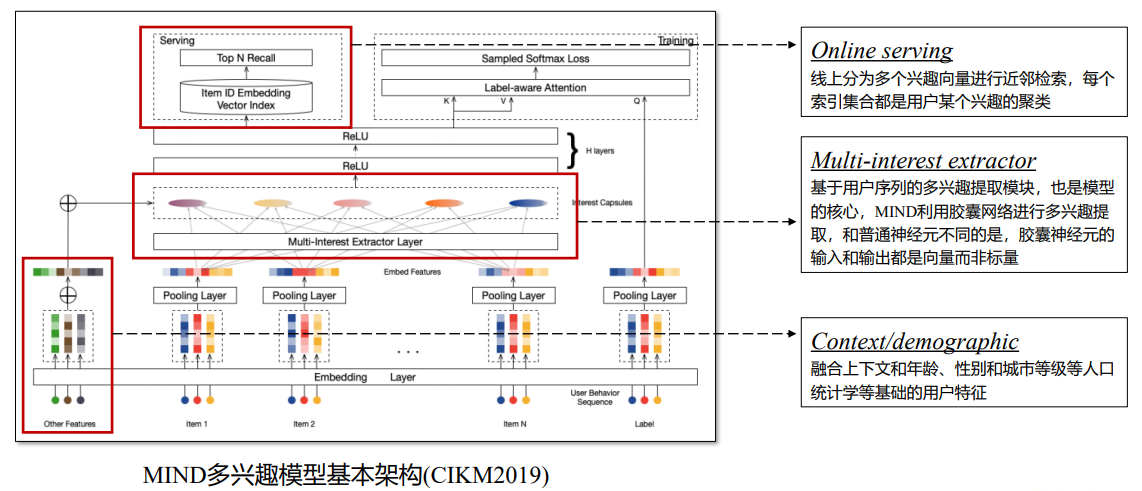 Serving
Top N Recall
Item ID Embedding
Vector Index
Training
Sampled Softmax Loss
Label-aware Attention
K
V
Q
ReLU
ReLU
H layers
Interest Capsules
Multi-Interest Extractor Layer
Embed Features
Pooling Layer
Pooling Layer
Pooling Layer
Pooling Layer
...
Embedding Layer
User Behavior
Sequence
Other Features
Item 1
Item 2
Item N
Label
Online serving
线上分为多个兴趣向量进行近邻检索，每个
索引集合都是用户某个兴趣的聚类
Multi-interest extractor
基于用户序列的多兴趣提取模块，也是模型
的核心，MIND利用胶囊网络进行多兴趣提
取，和普通神经元不同的是，胶囊神经元的
输入和输出都是向量而非标量
Context/demographic
融合上下文和年龄、性别和城市等级等人口
统计学等基础的用户特征
MIND多兴趣模型基本架构(CIKM2019)